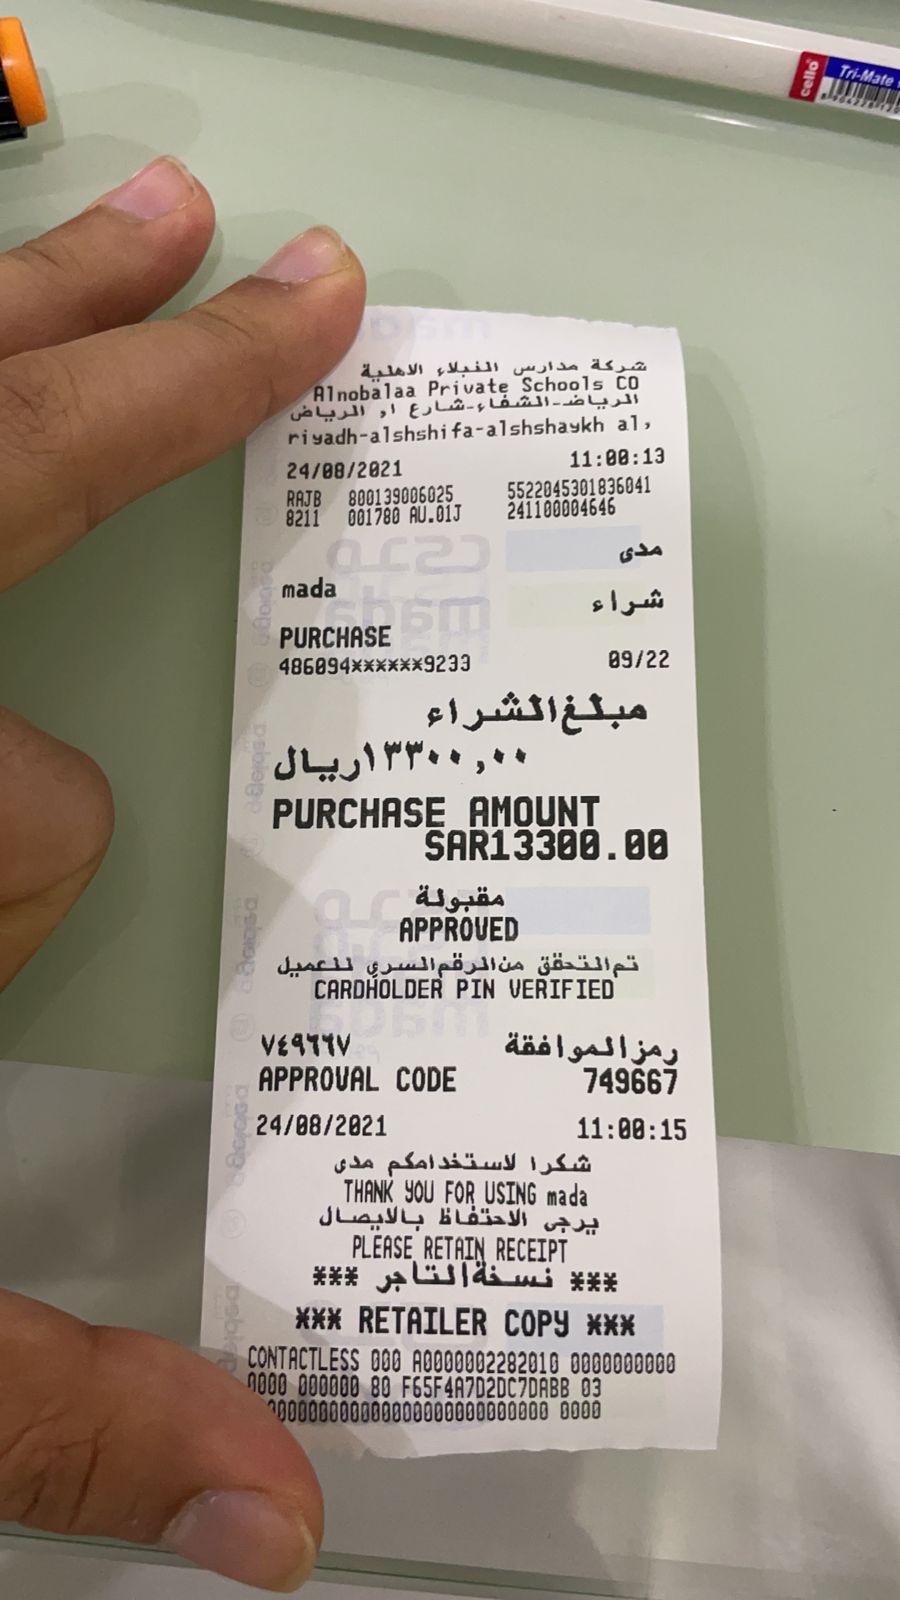 cello Tri-Mate
شركة مدارس النبلاء الاهلية
Alnobalaa Private Schools CO
الرياض-الشفاء-شارع ا, الرياض
riyadh-alshshifa-alshshaykh al,
24/08/2021 11:00:13
RAJB 800139006025 5522045301836041
8211 001780 AU.01J 241100004646
مدى
mada
شراء
PURCHASE
486094******9233 09/22
مبلغ الشراء
١٣٣٠٠,٠٠ ريال
PURCHASE AMOUNT
SAR13300.00
مقبولة
APPROVED
تم التحقق من الرقم السري للعميل
CARDHOLDER PIN VERIFIED
رمز الموافقة ٧٤٩٦٦٧
APPROVAL CODE 749667
24/08/2021 11:00:15
شكرا لاستخدامكم مدى
THANK YOU FOR USING mada
يرجى الاحتفاظ بالايصال
PLEASE RETAIN RECEIPT
*** نسخة التاجر ***
*** RETAILER COPY ***
CONTACTLESS 000 A0000002282010 0000000000
0000 000000 80 F65F4A7D2DC7DABB 03